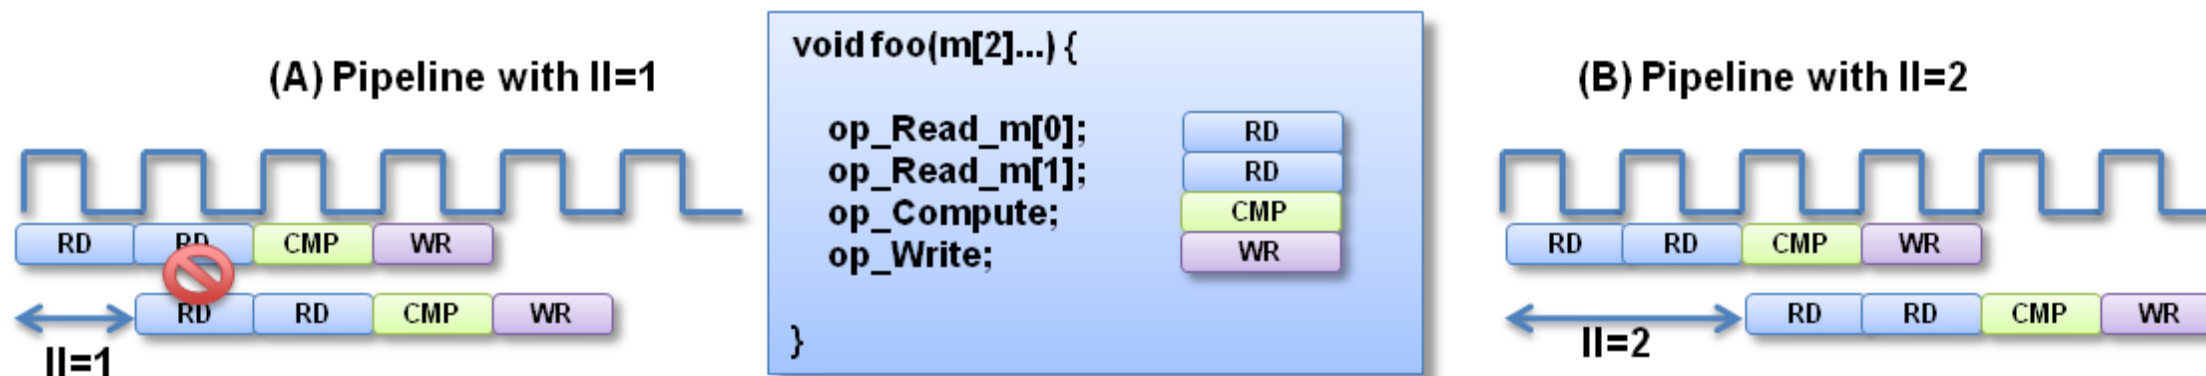 (A) Pipeline with II=1
RD RD CMP WR
RD RD CMP WR
II=1
void foo(m[2]...) {
op_Read_m[0]; RD
op_Read_m[1]; RD
op_Compute; CMP
op_Write; WR
}
(B) Pipeline with II=2
RD RD CMP WR
RD RD CMP WR
II=2